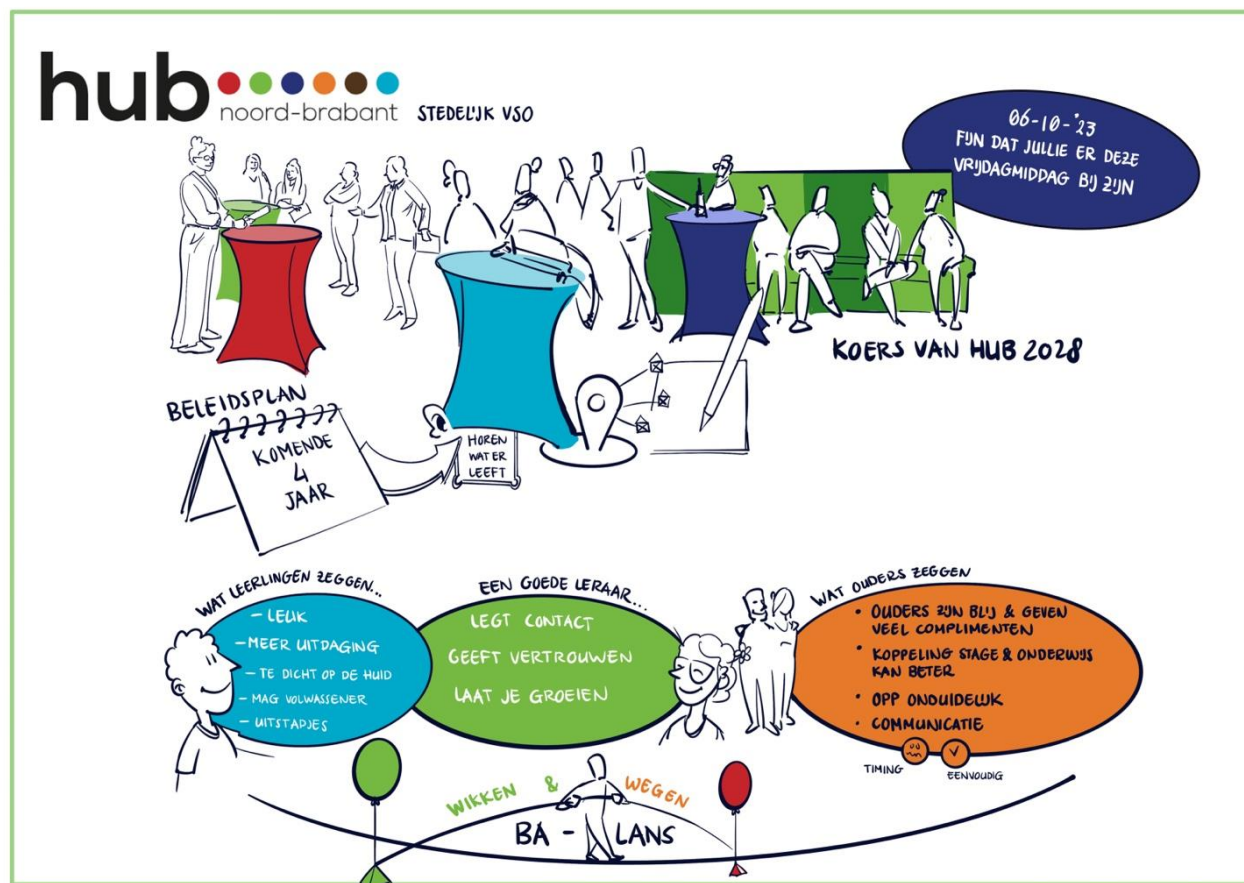 hub
noord-brabant
STEDELIJK VSO
06-10-'23
FIJN DAT JULLIE ER DEZE
VRIJDAGMIDDAG BIJ ZIJN
KOERS VAN HUB 2028
BELEIDSPLAN
KOMENDE
4
JAAR
HOREN
WAT ER
LEEFT
WAT LEERLINGEN ZEGGEN...
- LEUK
- MEER UITDAGING
- TE DICHT OP DE HUID
- MAG VOLWASSENER
- UITSTAPJES
EEN GOEDE LERAAR...
LEGT CONTACT
GEEFT VERTROUWEN
LAAT JE GROEIEN
WAT OUDERS ZEGGEN
• OUDERS ZIJN BLIJ & GEVEN
VEEL COMPLIMENTEN
• KOPPELING STAGE & ONDERWIJS
KAN BETER
• OPP ONDUIDELIJK
• COMMUNICATIE
TIMING
EENVOUDIG
WIKKEN & WEGEN
BA - LANS